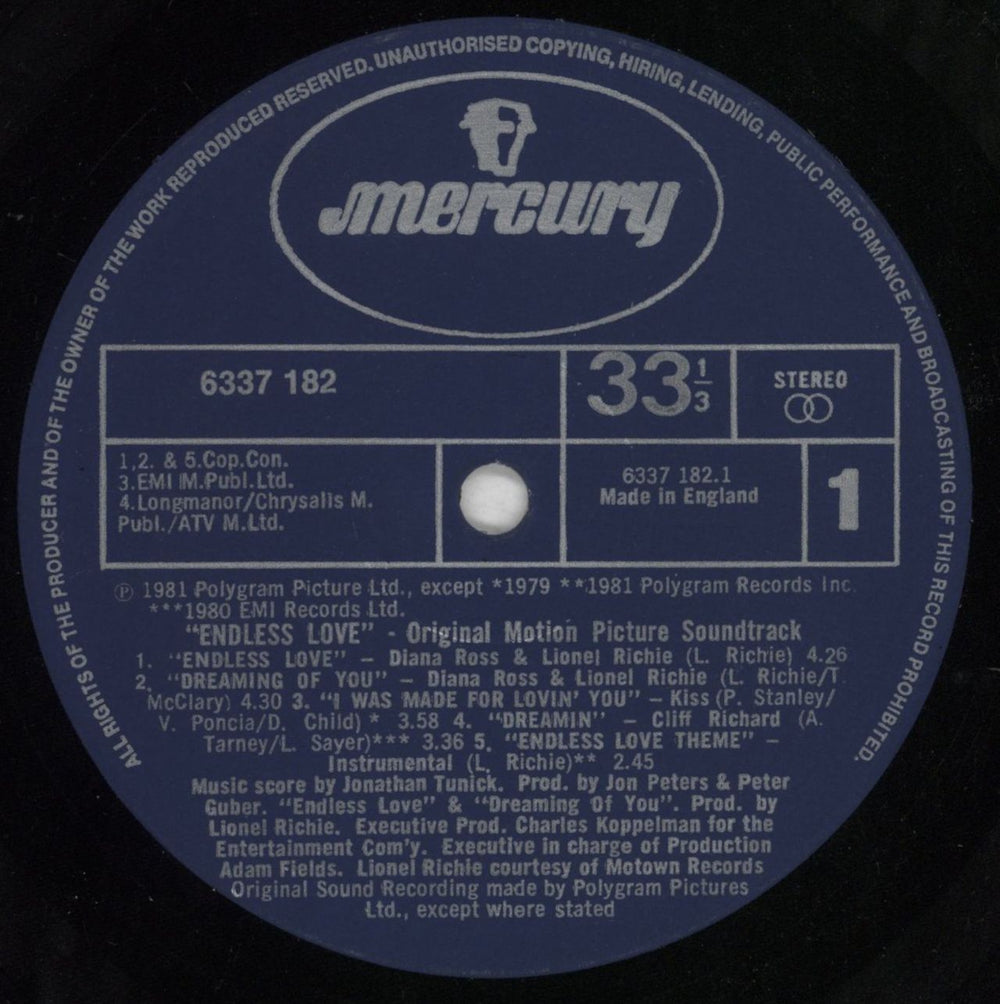 ALL RIGHTS OF THE PRODUCER AND OF THE OWNER OF THE WORK REPRODUCED RESERVED. UNAUTHORISED COPYING, HIRING, LENDING, PUBLIC PERFORMANCE AND BROADCASTING OF THIS RECORD PROHIBITED.
mercury
6337 182
33 1/3
STEREO
1,2. & 5.Cop.Con.
3.EMI M.Publ.Ltd.
4.Longmanor/Chrysalis M.
Publ./ATV M.Ltd.
6337 182.1
Made in England
1
℗ 1981 Polygram Picture Ltd., except *1979 **1981 Polygram Records Inc.
***1980 EMI Records Ltd.
"ENDLESS LOVE" - Original Motion Picture Soundtrack
1. "ENDLESS LOVE" – Diana Ross & Lionel Richie (L. Richie) 4.26
2. "DREAMING OF YOU" – Diana Ross & Lionel Richie (L. Richie/T.
McClary) 4.30 3. "I WAS MADE FOR LOVIN' YOU" – Kiss (P. Stanley/
V. Poncia/D. Child) * 3.58 4. "DREAMIN" – Cliff Richard (A.
Tarney/L. Sayer)*** 3.36 5. "ENDLESS LOVE THEME" –
Instrumental (L. Richie)** 2.45
Music score by Jonathan Tunick. Prod. by Jon Peters & Peter
Guber. "Endless Love" & "Dreaming Of You". Prod. by
Lionel Richie. Executive Prod. Charles Koppelman for the
Entertainment Com'y. Executive in charge of Production
Adam Fields. Lionel Richie courtesy of Motown Records
Original Sound Recording made by Polygram Pictures
Ltd., except where stated